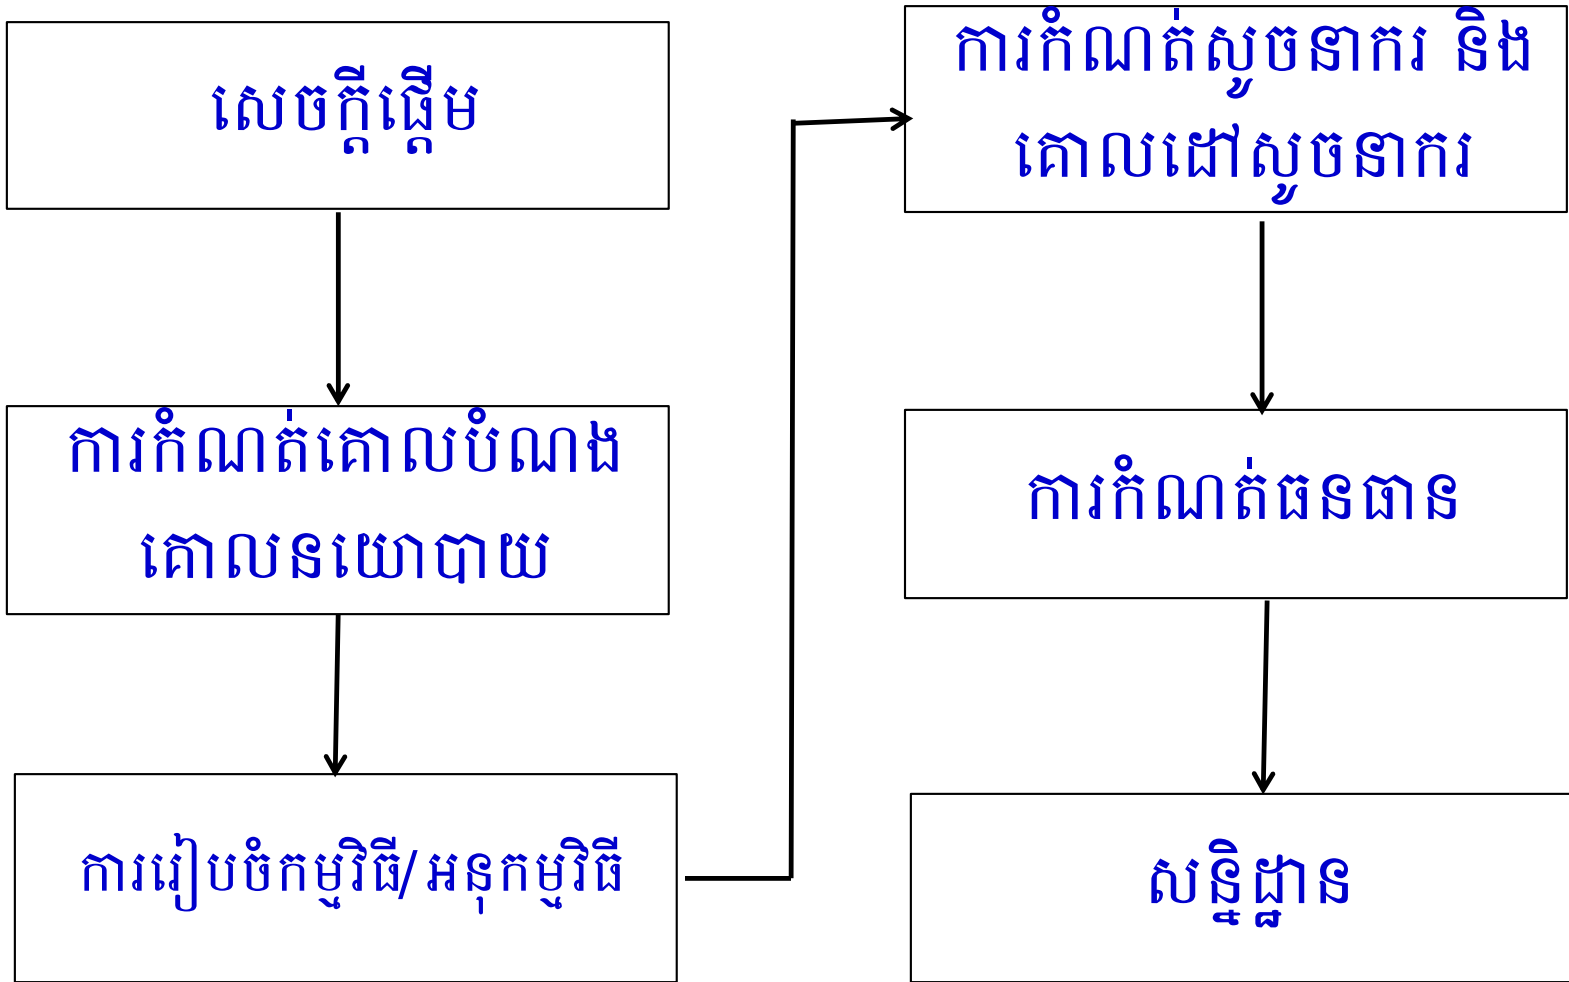 សេចក្តីផ្តើម
ការកំណត់គោលបំណង
គោលនយោបាយ
ការរៀបចំកម្មវិធី/អនុកម្មវិធី
ការកំណត់សូចនាករ និង
គោលដៅសូចនាករ
ការកំណត់ធនធាន
សន្និដ្ឋាន